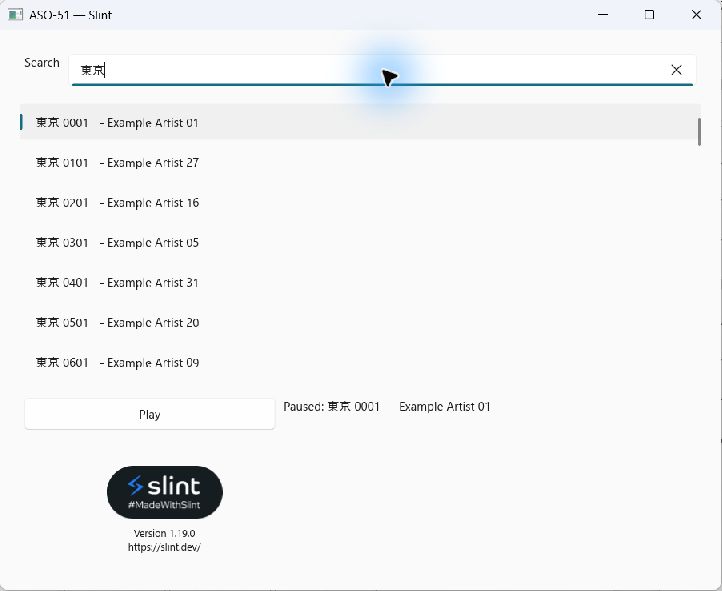 ASO-51 — Slint
Search
東京
東京 0001 - Example Artist 01
東京 0101 - Example Artist 27
東京 0201 - Example Artist 16
東京 0301 - Example Artist 05
東京 0401 - Example Artist 31
東京 0501 - Example Artist 20
東京 0601 - Example Artist 09
Play
Paused: 東京 0001 Example Artist 01
slint
#MadeWithSlint
Version 1.19.0
https://slint.dev/